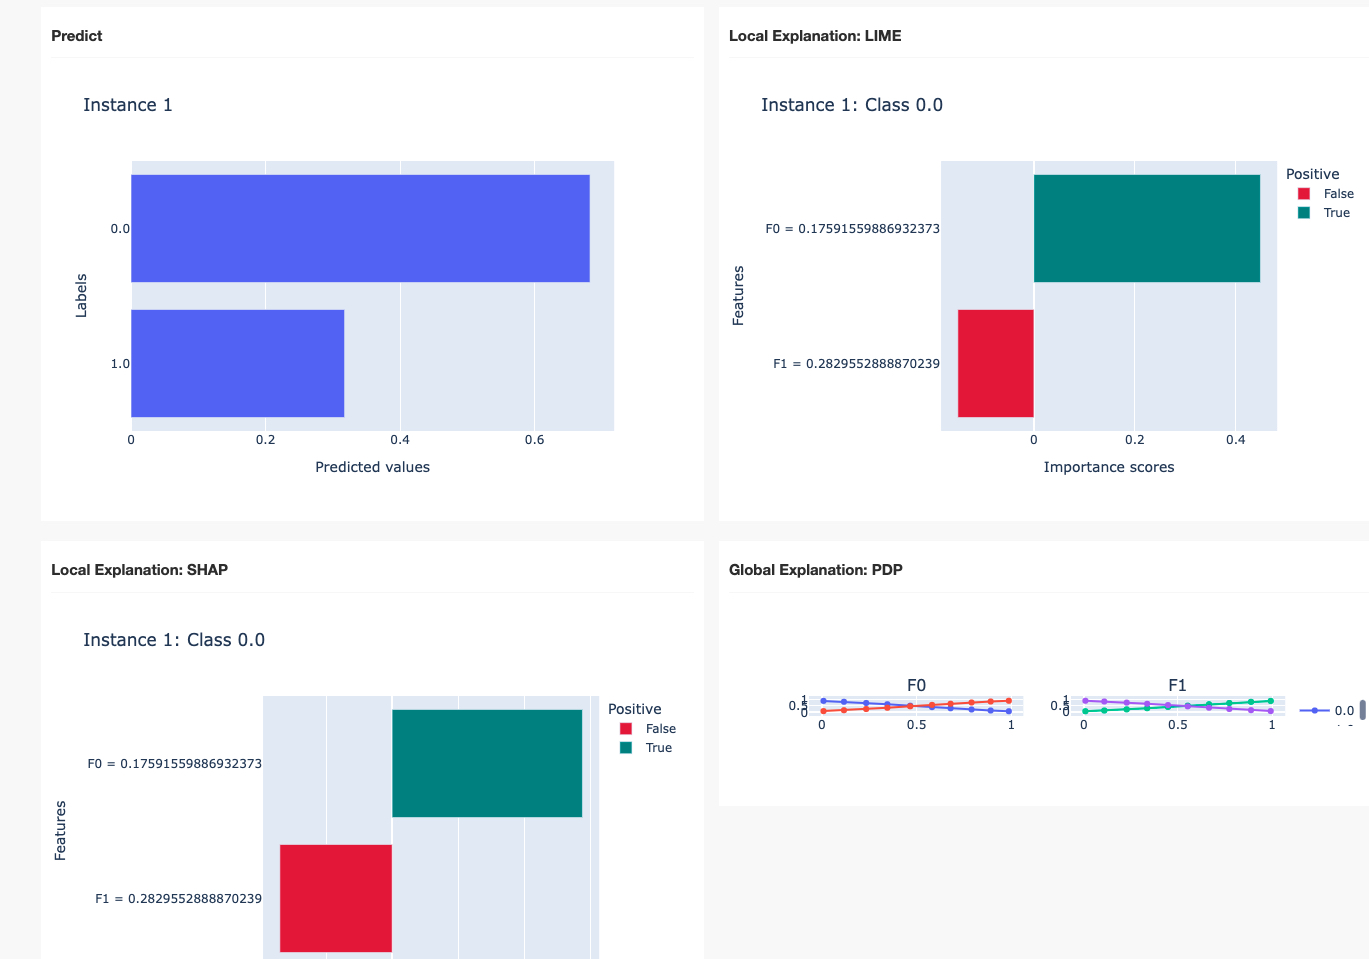 Predict
Instance 1
0.0
1.0
Labels
0
0.2
0.4
0.6
Predicted values
Local Explanation: LIME
Instance 1: Class 0.0
F0 = 0.17591559886932373
F1 = 0.2829552888870239
Features
0
0.2
0.4
Importance scores
Positive
False
True
Local Explanation: SHAP
Instance 1: Class 0.0
F0 = 0.17591559886932373
F1 = 0.2829552888870239
Features
Positive
False
True
Global Explanation: PDP
F0
1
0.5
0
0
0.5
1
F1
1
0.5
0
0
0.5
1
0.0